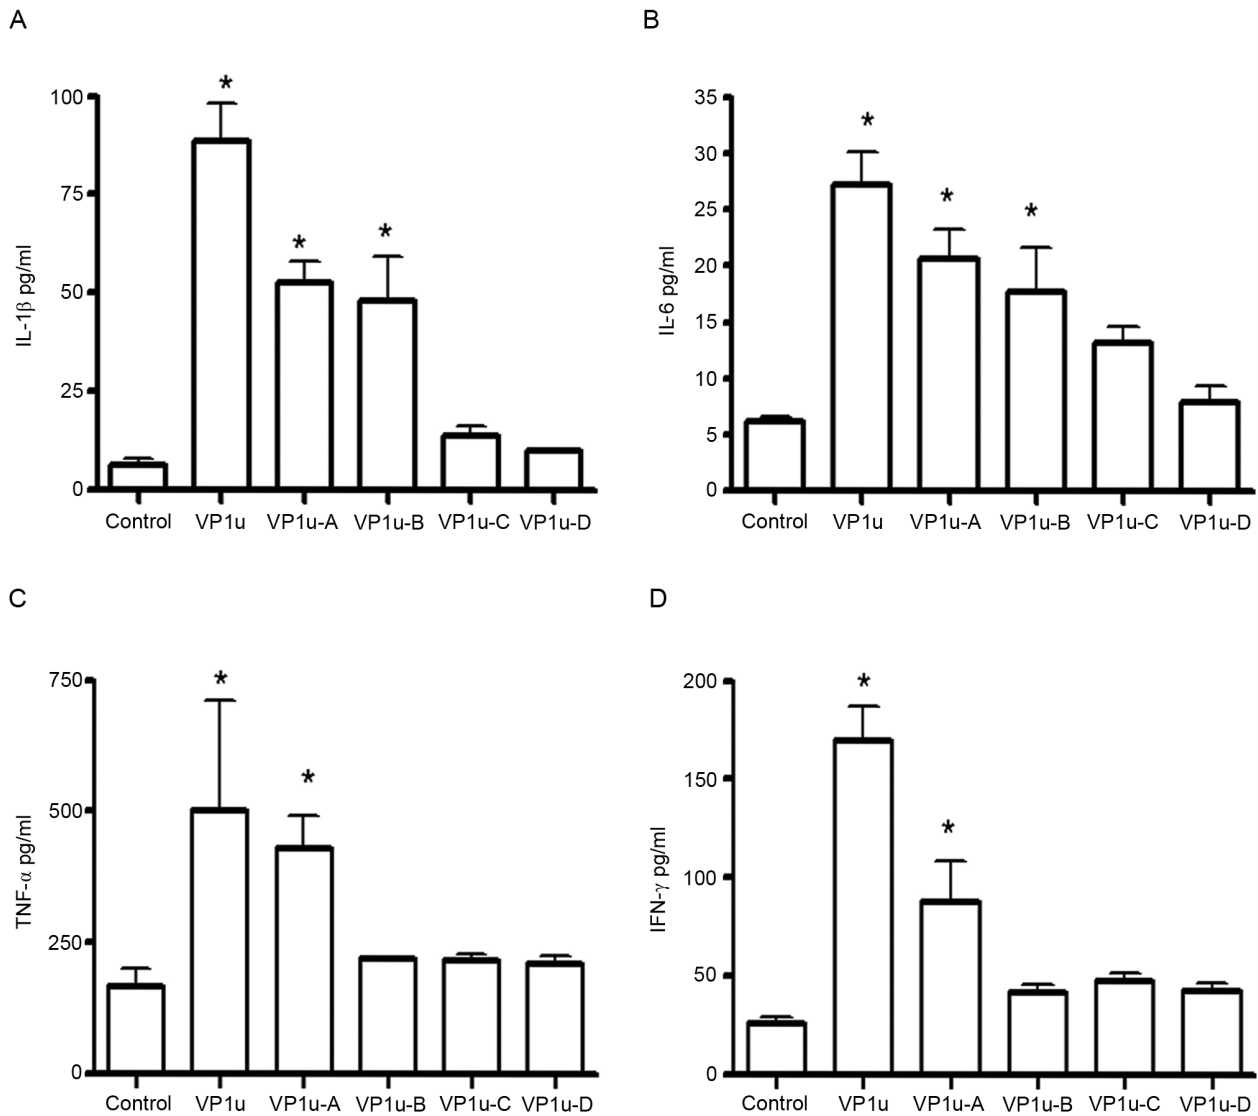 A
IL-1β pg/ml
100
75
50
25
0
*
*
*
Control VP1u VP1u-A VP1u-B VP1u-C VP1u-D
B
IL-6 pg/ml
35
30
25
20
15
10
5
0
*
*
*
Control VP1u VP1u-A VP1u-B VP1u-C VP1u-D
C
TNF-α pg/ml
750
500
250
0
*
*
Control VP1u VP1u-A VP1u-B VP1u-C VP1u-D
D
IFN-γ pg/ml
200
150
100
50
0
*
*
Control VP1u VP1u-A VP1u-B VP1u-C VP1u-D